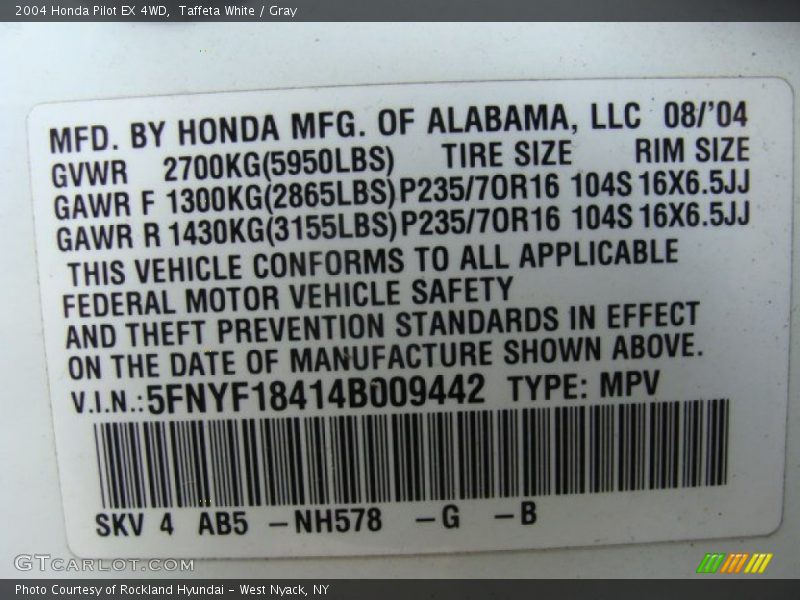 2004 Honda Pilot EX 4WD, Taffeta White / Gray
MFD. BY HONDA MFG. OF ALABAMA, LLC 08/'04
GVWR 2700KG(5950LBS) TIRE SIZE RIM SIZE
GAWR F 1300KG(2865LBS) P235/70R16 104S 16X6.5JJ
GAWR R 1430KG(3155LBS) P235/70R16 104S 16X6.5JJ
THIS VEHICLE CONFORMS TO ALL APPLICABLE
FEDERAL MOTOR VEHICLE SAFETY
AND THEFT PREVENTION STANDARDS IN EFFECT
ON THE DATE OF MANUFACTURE SHOWN ABOVE.
V.I.N.:5FNYF18414B009442 TYPE: MPV
SKV 4 AB5 –NH578 –G –B
GTCARLOT.COM
Photo Courtesy of Rockland Hyundai - West Nyack, NY